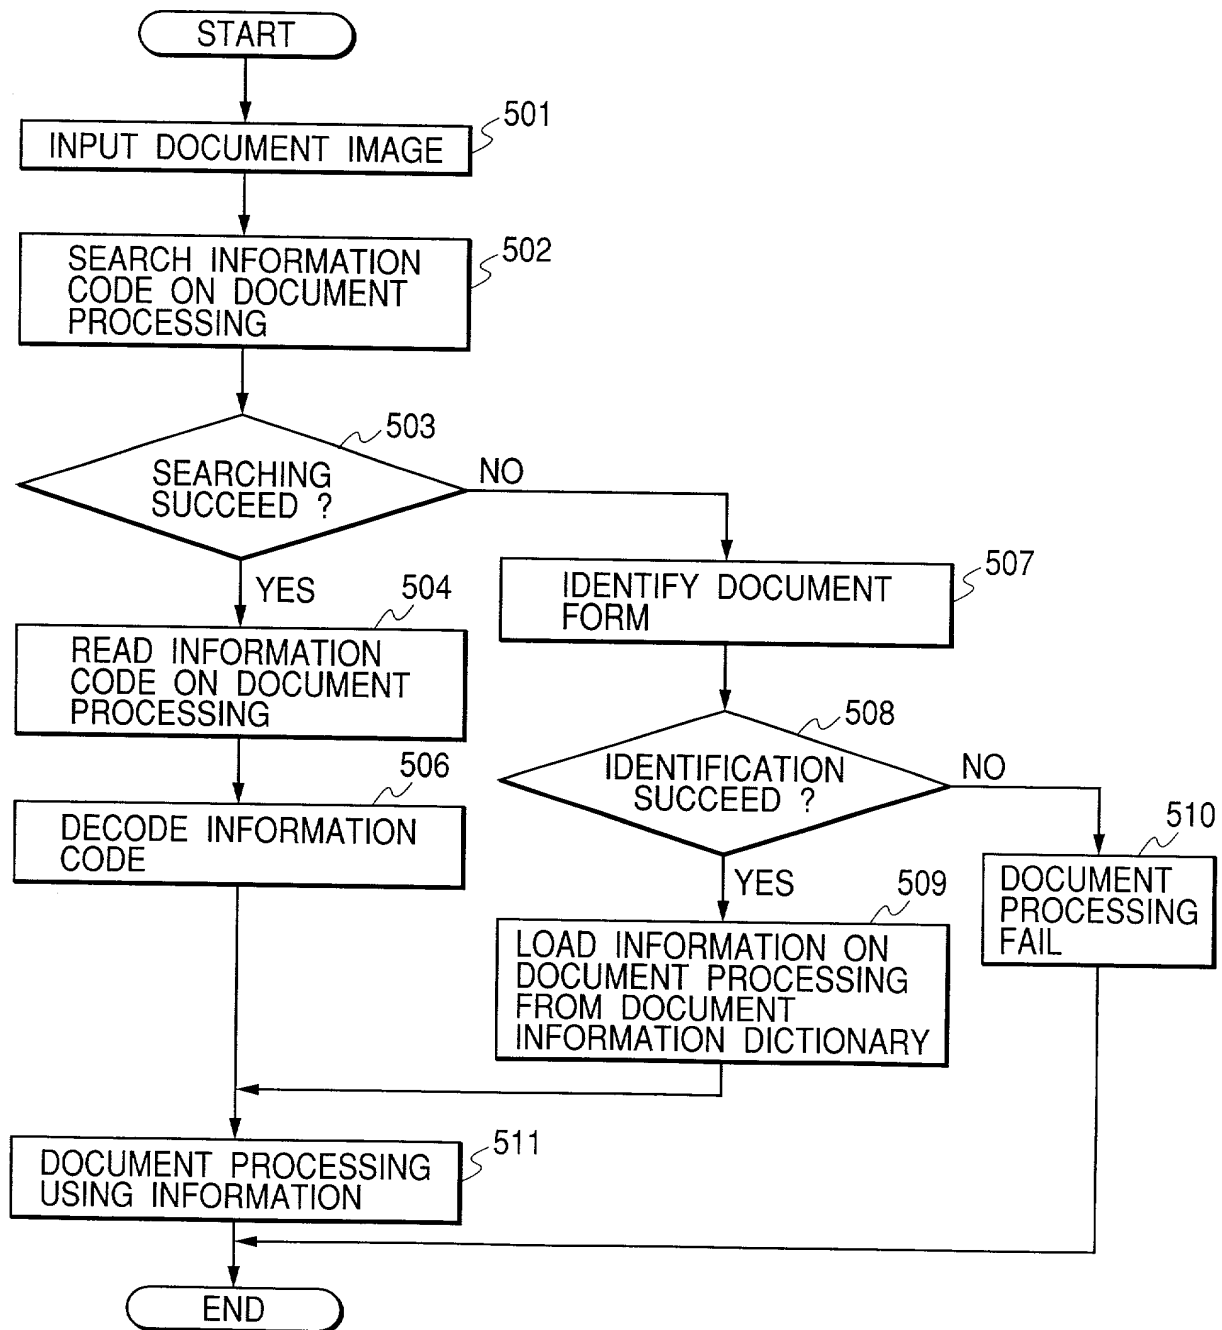 START
501
INPUT DOCUMENT IMAGE
502
SEARCH INFORMATION
CODE ON DOCUMENT
PROCESSING
503
SEARCHING
SUCCEED ?
NO
YES
504
READ INFORMATION
CODE ON DOCUMENT
PROCESSING
506
DECODE INFORMATION
CODE
507
IDENTIFY DOCUMENT
FORM
508
IDENTIFICATION
SUCCEED ?
NO
YES
509
LOAD INFORMATION ON
DOCUMENT PROCESSING
FROM DOCUMENT
INFORMATION DICTIONARY
510
DOCUMENT
PROCESSING
FAIL
511
DOCUMENT PROCESSING
USING INFORMATION
END